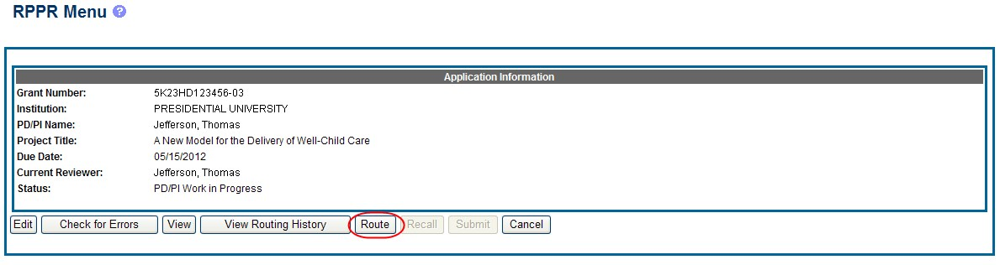 RPPR Menu ?
Application Information
Grant Number: 5K23HD123456-03
Institution: PRESIDENTIAL UNIVERSITY
PD/PI Name: Jefferson, Thomas
Project Title: A New Model for the Delivery of Well-Child Care
Due Date: 05/15/2012
Current Reviewer: Jefferson, Thomas
Status: PD/PI Work in Progress
Edit Check for Errors View View Routing History Route Recall Submit Cancel